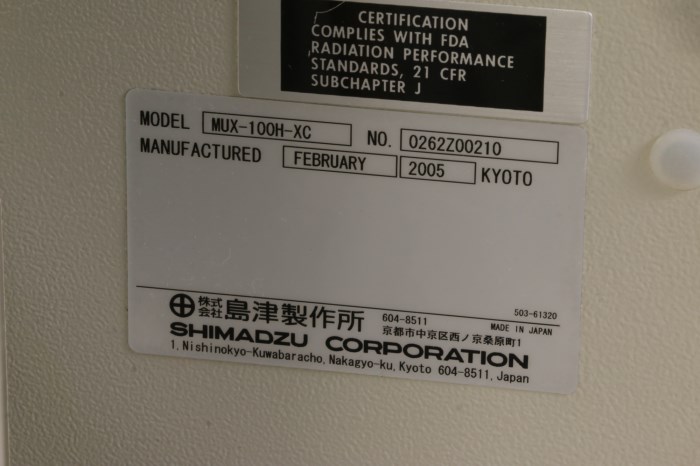 CERTIFICATION
COMPLIES WITH FDA
RADIATION PERFORMANCE
STANDARDS, 21 CFR
SUBCHAPTER J
MODEL MUX-100H-XC NO. 0262Z00210
MANUFACTURED FEBRUARY 2005 KYOTO
503-61320
株式会社 島津製作所 604-8511 MADE IN JAPAN
京都市中京区西ノ京桑原町1
SHIMADZU CORPORATION
1, Nishinokyo-Kuwabaracho, Nakagyo-ku, Kyoto 604-8511, Japan